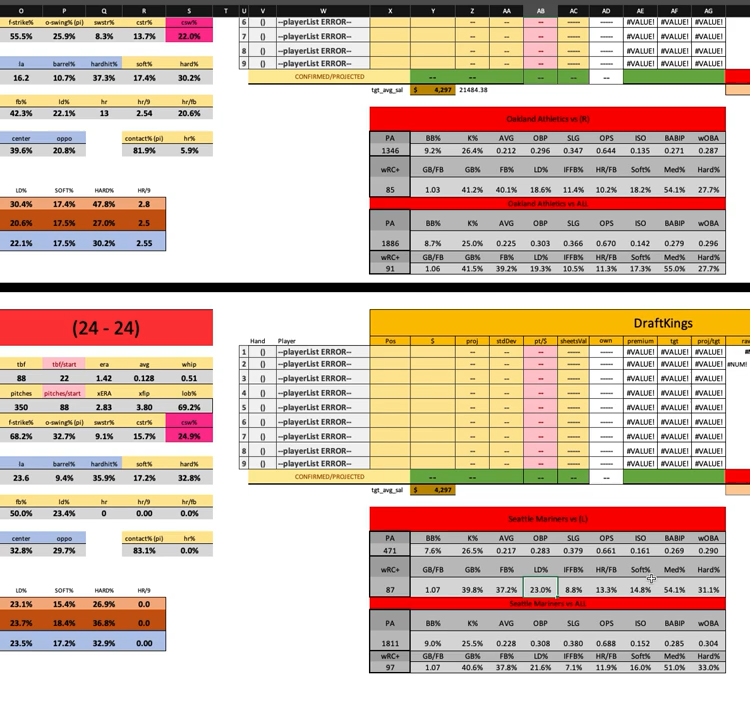 O P Q R S T U V W X Y Z AA AB AC AD AE AF AG
f-strike% o-swing% (pi) swstr% cstr% csw% 6 () --playerList ERROR-- -- -- -- ----- ----- #VALUE! #VALUE! #VALUE!
55.5% 25.9% 8.3% 13.7% 22.0% 7 () --playerList ERROR-- -- -- -- ----- ----- #VALUE! #VALUE! #VALUE!
8 () --playerList ERROR-- -- -- -- ----- ----- #VALUE! #VALUE! #VALUE!
la barrel% hardhit% soft% hard% 9 () --playerList ERROR-- -- -- -- ----- ----- #VALUE! #VALUE! #VALUE!
16.2 10.7% 37.3% 17.4% 30.2% CONFIRMED/PROJECTED -- -- -- -- --
tgt_avg_sal $ 4,297 21484.38
fb% ld% hr hr/9 hr/fb
42.3% 22.1% 13 2.54 20.6% Oakland Athletics vs (R)
center oppo contact% (pi) hr% PA BB% K% AVG OBP SLG OPS ISO BABIP wOBA
39.6% 20.8% 81.9% 5.9% 1346 9.2% 26.4% 0.212 0.296 0.347 0.644 0.135 0.271 0.287
wRC+ GB/FB GB% FB% LD% IFFB% HR/FB Soft% Med% Hard%
LD% SOFT% HARD% HR/9 85 1.03 41.2% 40.1% 18.6% 11.4% 10.2% 18.2% 54.1% 27.7%
30.4% 17.4% 47.8% 2.8 Oakland Athletics vs ALL
20.6% 17.5% 27.0% 2.5 PA BB% K% AVG OBP SLG OPS ISO BABIP wOBA
22.1% 17.5% 30.2% 2.55 1886 8.7% 25.0% 0.225 0.303 0.366 0.670 0.142 0.279 0.296
wRC+ GB/FB GB% FB% LD% IFFB% HR/FB Soft% Med% Hard%
91 1.06 41.5% 39.2% 19.3% 10.5% 11.3% 17.3% 55.0% 27.7%
(24 - 24) DraftKings
Hand Player Pos $ proj stdDev pt/$ sheetsVal own premium tgt proj/tgt
1 () --playerList ERROR-- -- -- -- ----- ----- #VALUE! #VALUE! #VALUE!
tbf tbf/start era avg whip 2 () --playerList ERROR-- -- -- -- ----- ----- #VALUE! #VALUE! #VALUE! #NUM!
88 22 1.42 0.128 0.51 3 () --playerList ERROR-- -- -- -- ----- ----- #VALUE! #VALUE! #VALUE!
pitches pitches/start xERA xfip lob% 4 () --playerList ERROR-- -- -- -- ----- ----- #VALUE! #VALUE! #VALUE!
350 88 2.83 3.80 69.2% 5 () --playerList ERROR-- -- -- -- ----- ----- #VALUE! #VALUE! #VALUE!
f-strike% o-swing% (pi) swstr% cstr% csw% 6 () --playerList ERROR-- -- -- -- ----- ----- #VALUE! #VALUE! #VALUE!
68.2% 32.7% 9.1% 15.7% 24.9% 7 () --playerList ERROR-- -- -- -- ----- ----- #VALUE! #VALUE! #VALUE!
8 () --playerList ERROR-- -- -- -- ----- ----- #VALUE! #VALUE! #VALUE!
la barrel% hardhit% soft% hard% 9 () --playerList ERROR-- -- -- -- ----- ----- #VALUE! #VALUE! #VALUE!
23.6 9.4% 35.9% 17.2% 32.8% CONFIRMED/PROJECTED -- -- -- -- --
tgt_avg_sal $ 4,297
fb% ld% hr hr/9 hr/fb
50.0% 23.4% 0 0.00 0.0% Seattle Mariners vs (L)
center oppo contact% (pi) hr% PA BB% K% AVG OBP SLG OPS ISO BABIP wOBA
32.8% 29.7% 83.1% 0.0% 471 7.6% 26.5% 0.217 0.283 0.379 0.661 0.161 0.269 0.290
wRC+ GB/FB GB% FB% LD% IFFB% HR/FB Soft% Med% Hard%
LD% SOFT% HARD% HR/9 87 1.07 39.8% 37.2% 23.0% 8.8% 13.3% 14.8% 54.1% 31.1%
23.1% 15.4% 26.9% 0.0 Seattle Mariners vs ALL
23.7% 18.4% 36.8% 0.0 PA BB% K% AVG OBP SLG OPS ISO BABIP wOBA
23.5% 17.2% 32.9% 0.00 1811 9.0% 25.5% 0.228 0.308 0.380 0.688 0.152 0.285 0.304
wRC+ GB/FB GB% FB% LD% IFFB% HR/FB Soft% Med% Hard%
97 1.07 40.6% 37.8% 21.6% 7.1% 11.9% 16.0% 51.0% 33.0%